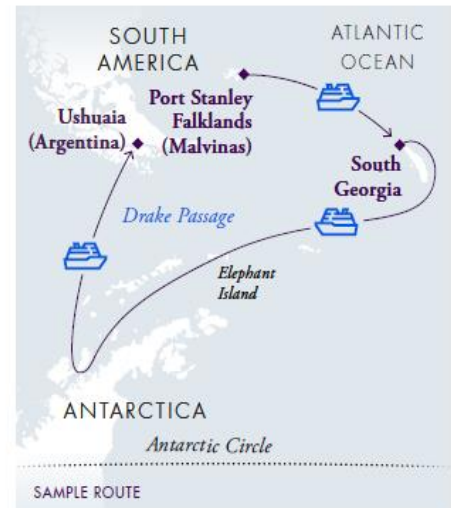 SOUTH
AMERICA
ATLANTIC
OCEAN
Port Stanley
Falklands
(Malvinas)
Ushuaia
(Argentina)
South
Georgia
Drake Passage
Elephant
Island
ANTARCTICA
Antarctic Circle
SAMPLE ROUTE